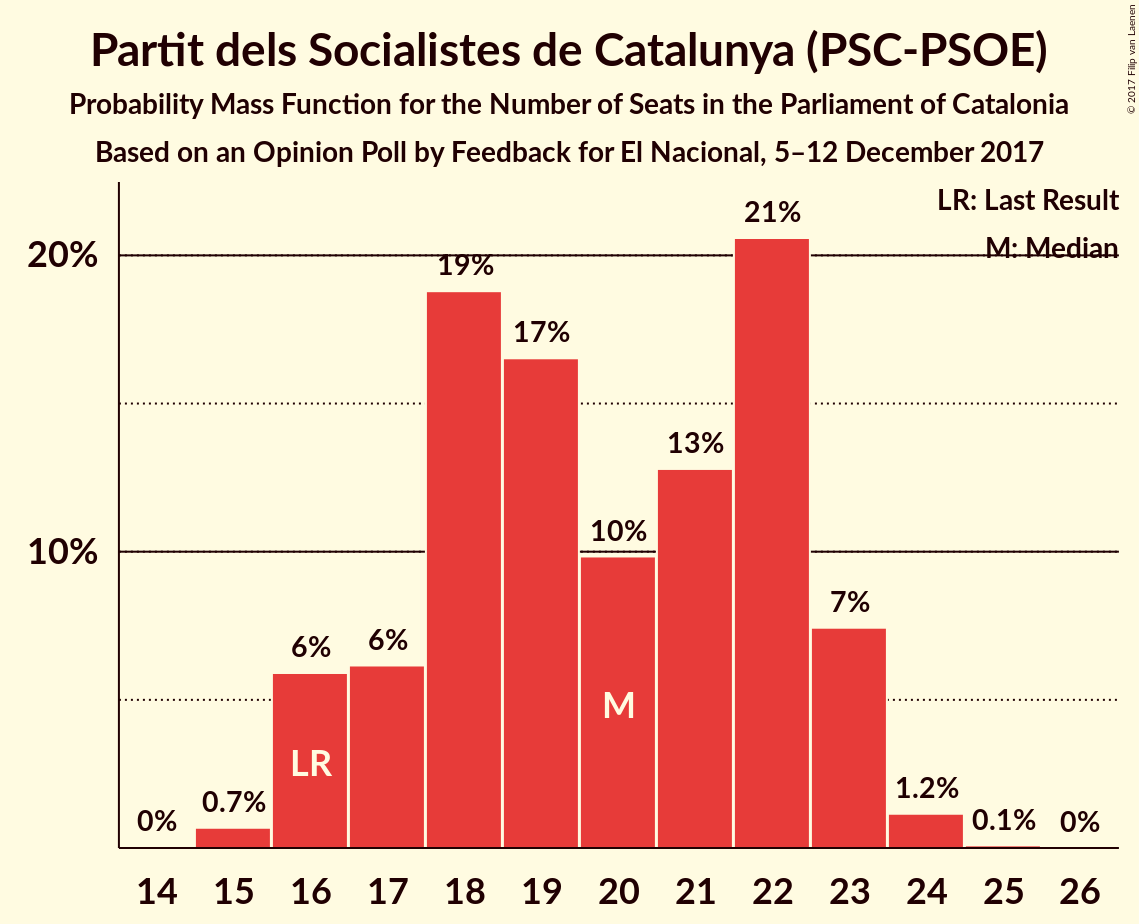 Partit dels Socialistes de Catalunya (PSC-PSOE)
Probability Mass Function for the Number of Seats in the Parliament of Catalonia
Based on an Opinion Poll by Feedback for El Nacional, 5–12 December 2017
© 2017 Filip van Laenen
LR: Last Result
M: Median
20%
10%
0%
0.7%
6%
6%
19%
17%
10%
13%
21%
7%
1.2%
0.1%
0%
LR
M
14 15 16 17 18 19 20 21 22 23 24 25 26